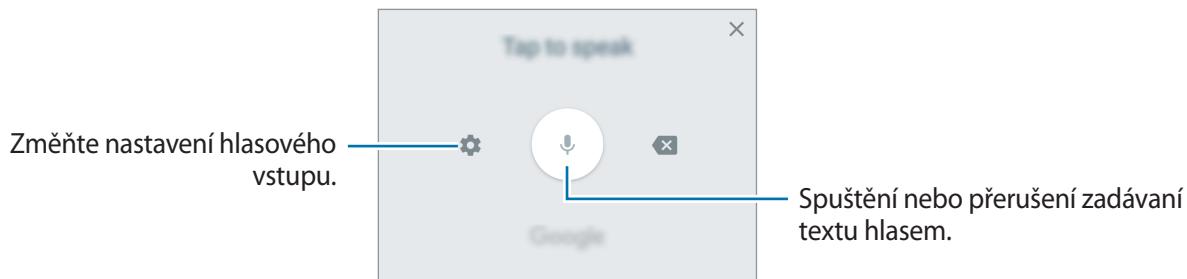 Tap to speak
Změňte nastavení hlasového
vstupu.
Spuštění nebo přerušení zadávaní
textu hlasem.
Google